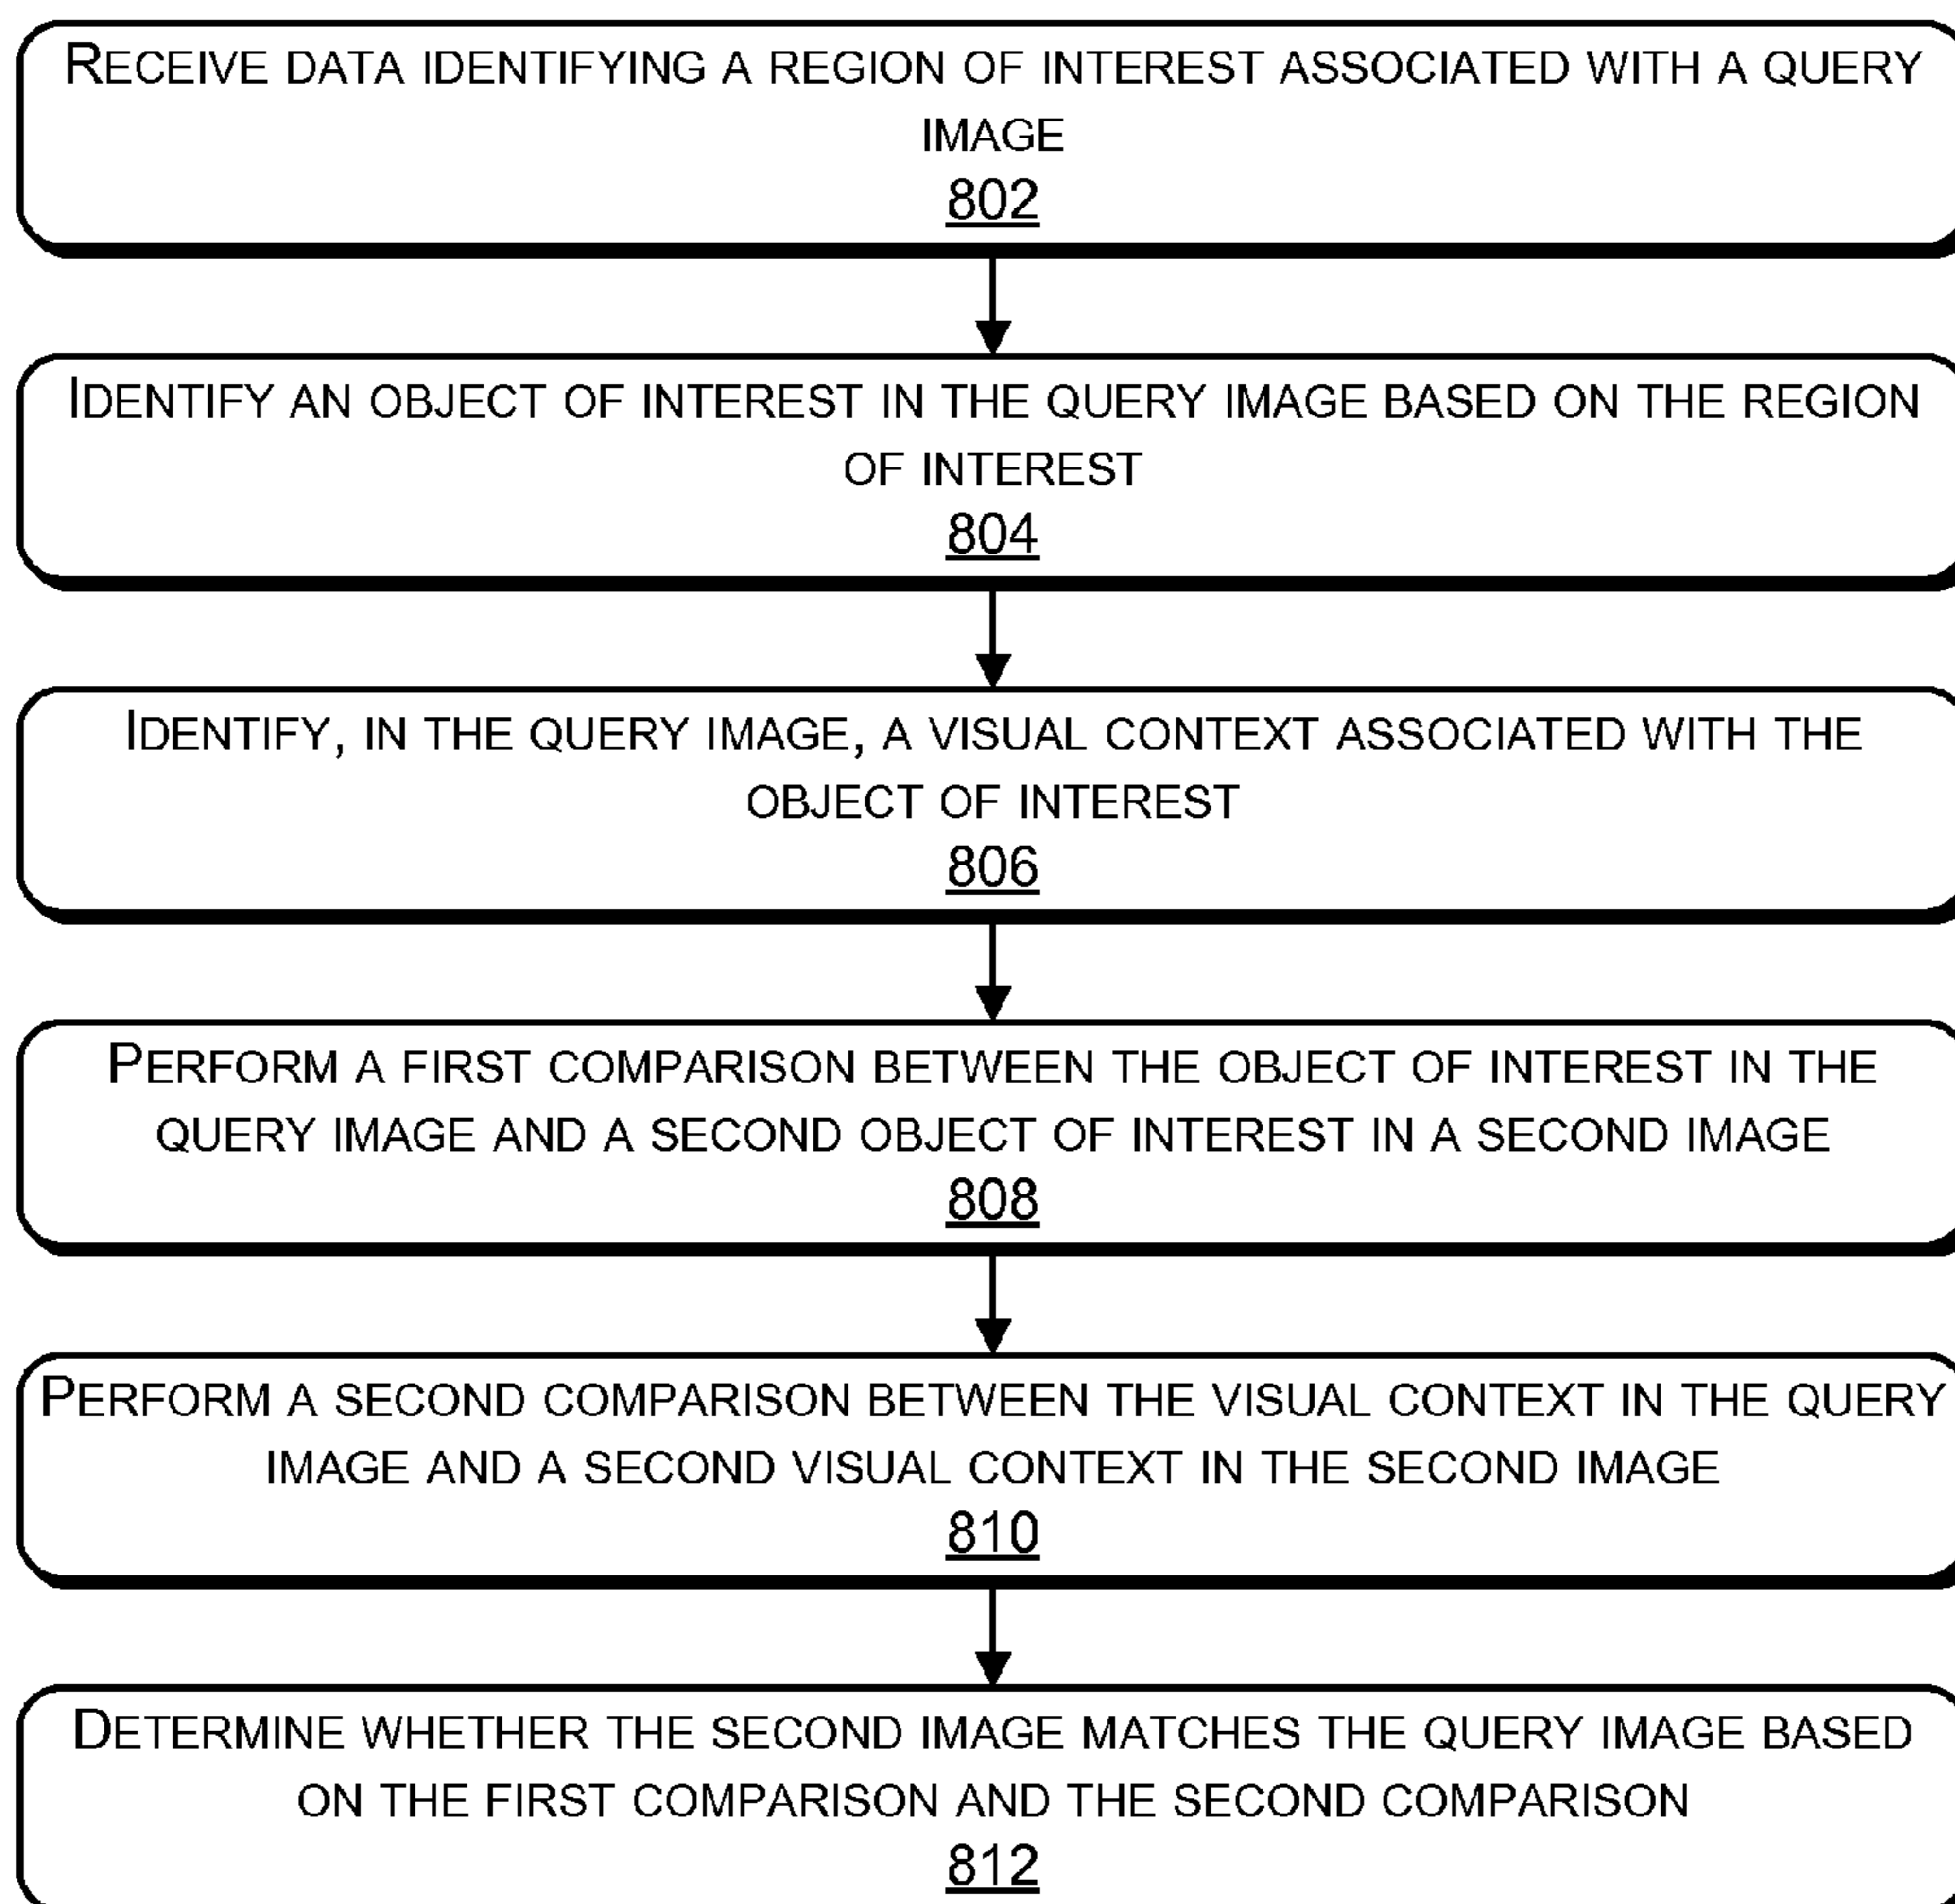 RECEIVE DATA IDENTIFYING A REGION OF INTEREST ASSOCIATED WITH A QUERY
IMAGE
802
IDENTIFY AN OBJECT OF INTEREST IN THE QUERY IMAGE BASED ON THE REGION
OF INTEREST
804
IDENTIFY, IN THE QUERY IMAGE, A VISUAL CONTEXT ASSOCIATED WITH THE
OBJECT OF INTEREST
806
PERFORM A FIRST COMPARISON BETWEEN THE OBJECT OF INTEREST IN THE
QUERY IMAGE AND A SECOND OBJECT OF INTEREST IN A SECOND IMAGE
808
PERFORM A SECOND COMPARISON BETWEEN THE VISUAL CONTEXT IN THE QUERY
IMAGE AND A SECOND VISUAL CONTEXT IN THE SECOND IMAGE
810
DETERMINE WHETHER THE SECOND IMAGE MATCHES THE QUERY IMAGE BASED
ON THE FIRST COMPARISON AND THE SECOND COMPARISON
812